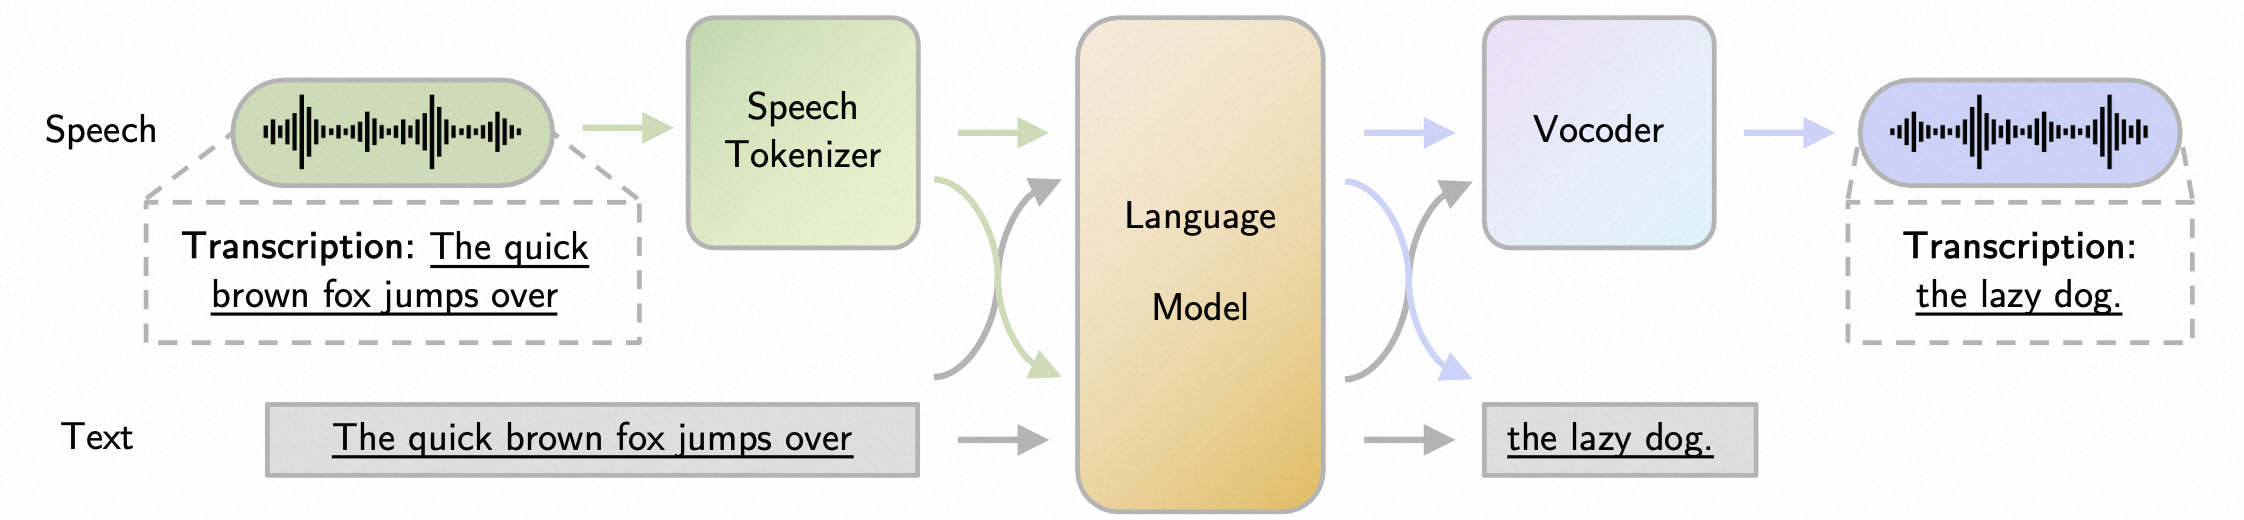 Speech
Transcription: The quick
brown fox jumps over
Speech
Tokenizer
Language
Model
Vocoder
Transcription:
the lazy dog.
Text
The quick brown fox jumps over
the lazy dog.